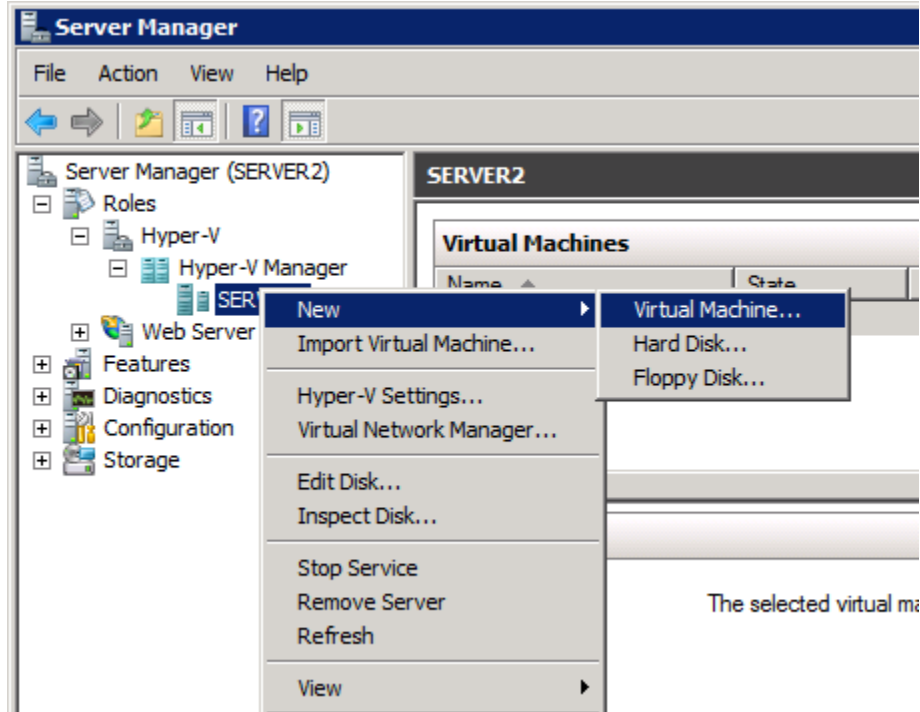 Server Manager
File Action View Help
Server Manager (SERVER2)
Roles
Hyper-V
Hyper-V Manager
SER
Web Server
Features
Diagnostics
Configuration
Storage
SERVER2
Virtual Machines
Name State
New
Import Virtual Machine...
Hyper-V Settings...
Virtual Network Manager...
Edit Disk...
Inspect Disk...
Stop Service
Remove Server
Refresh
View
Virtual Machine...
Hard Disk...
Floppy Disk...
The selected virtual ma